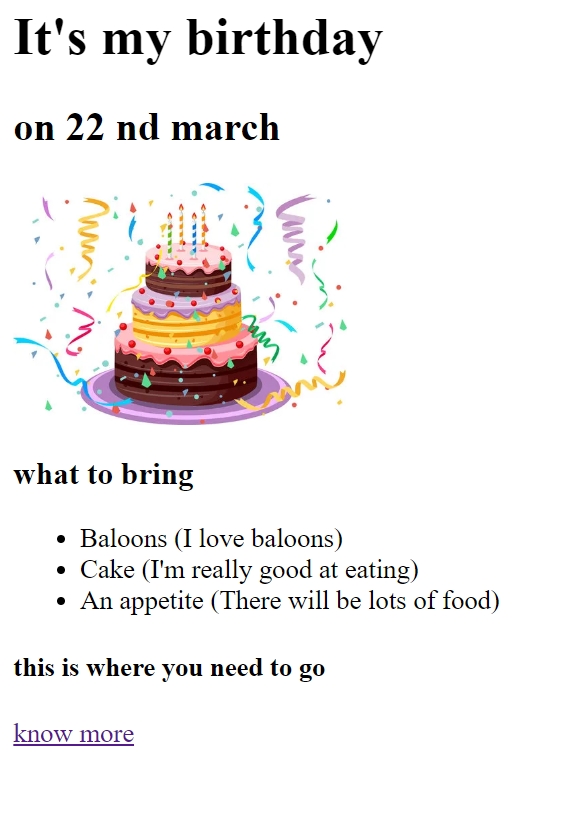 It's my birthday
on 22 nd march
what to bring
Baloons (I love baloons)
Cake (I'm really good at eating)
An appetite (There will be lots of food)
this is where you need to go
know more